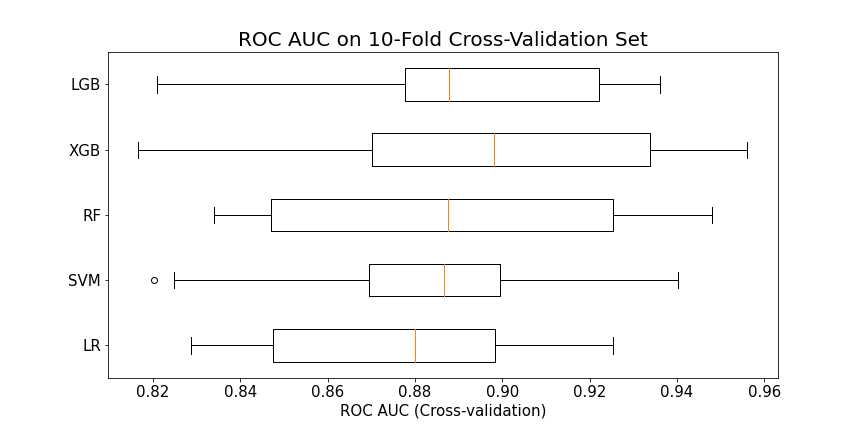 ROC AUC on 10-Fold Cross-Validation Set
LGB
XGB
RF
SVM
LR
0.82 0.84 0.86 0.88 0.90 0.92 0.94 0.96
ROC AUC (Cross-validation)